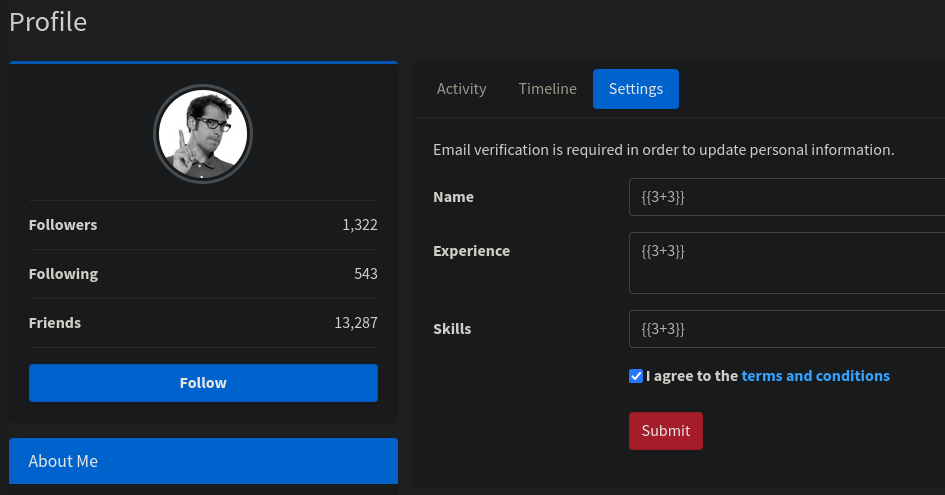 Profile
Followers 1,322
Following 543
Friends 13,287
Follow
About Me
Activity Timeline Settings
Email verification is required in order to update personal information.
Name {{3+3}}
Experience {{3+3}}
Skills {{3+3}}
I agree to the terms and conditions
Submit